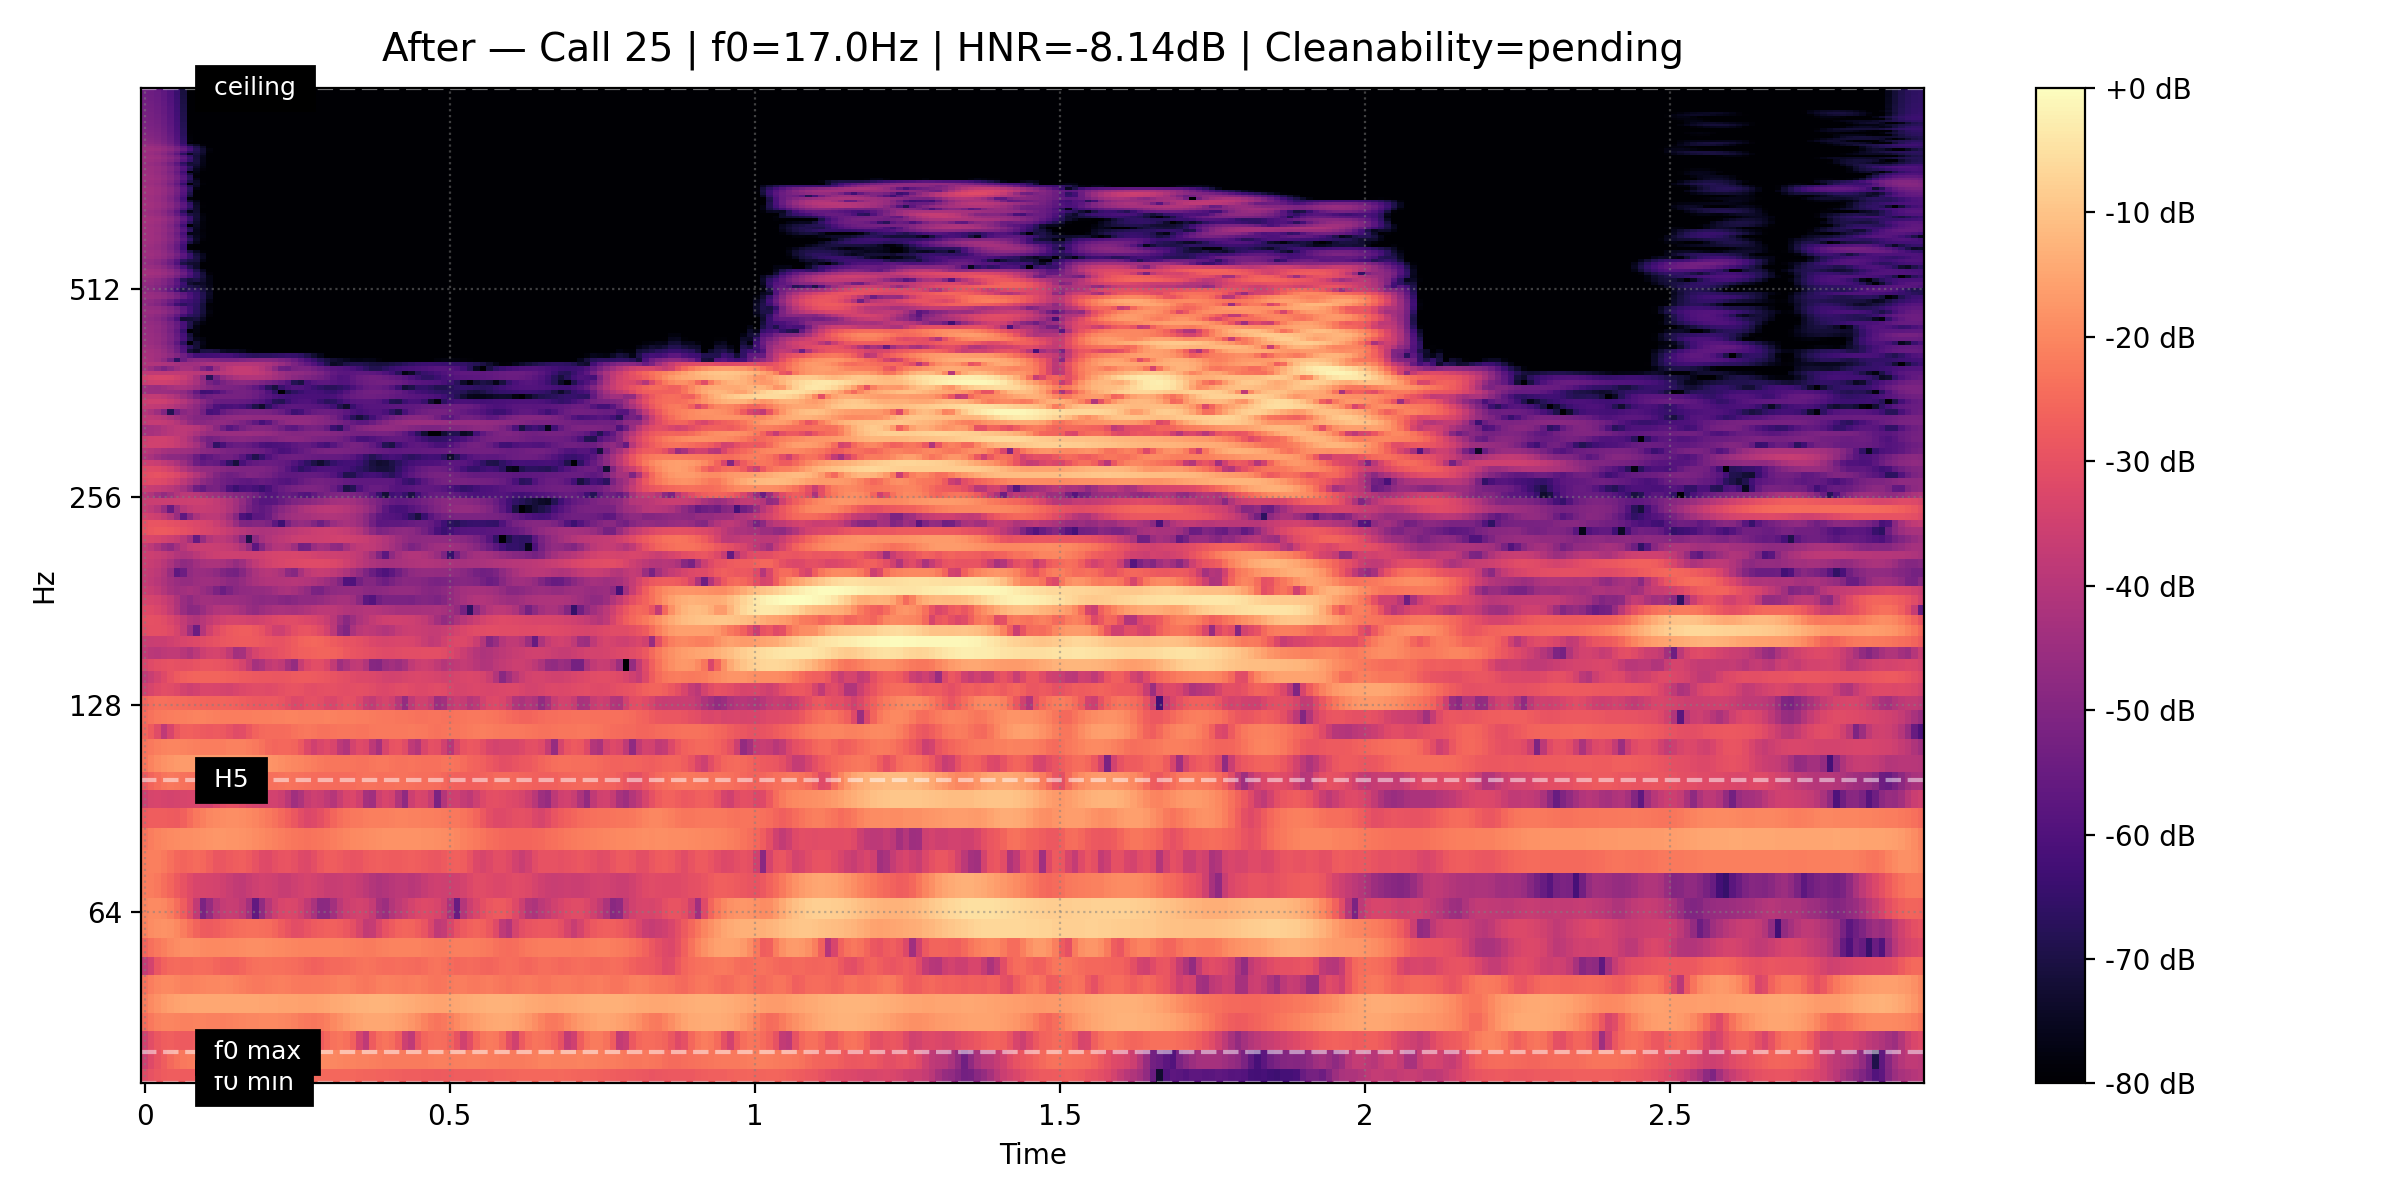 After — Call 25 | f0=17.0Hz | HNR=-8.14dB | Cleanability=pending
ceiling
+0 dB
-10 dB
-20 dB
-30 dB
-40 dB
-50 dB
-60 dB
-70 dB
-80 dB
512
256
128
64
Hz
H5
f0 max
f0 min
0
0.5
1
1.5
2
2.5
Time